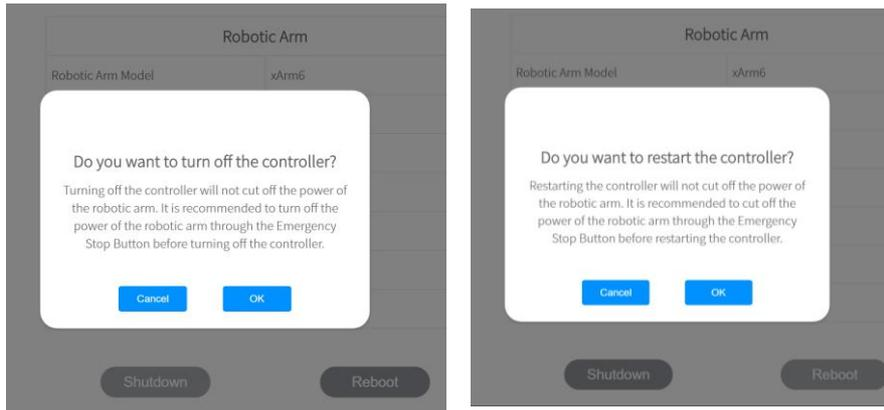 Robotic Arm
Robotic Arm Model xArm6
Do you want to turn off the controller?
Turning off the controller will not cut off the power of
the robotic arm. It is recommended to turn off the
power of the robotic arm through the Emergency
Stop Button before turning off the controller.
Cancel OK
Shutdown Reboot
Robotic Arm
Robotic Arm Model xArm6
Do you want to restart the controller?
Restarting the controller will not cut off the power of
the robotic arm. It is recommended to cut off the
power of the robotic arm through the Emergency
Stop Button before restarting the controller.
Cancel OK
Shutdown Reboot